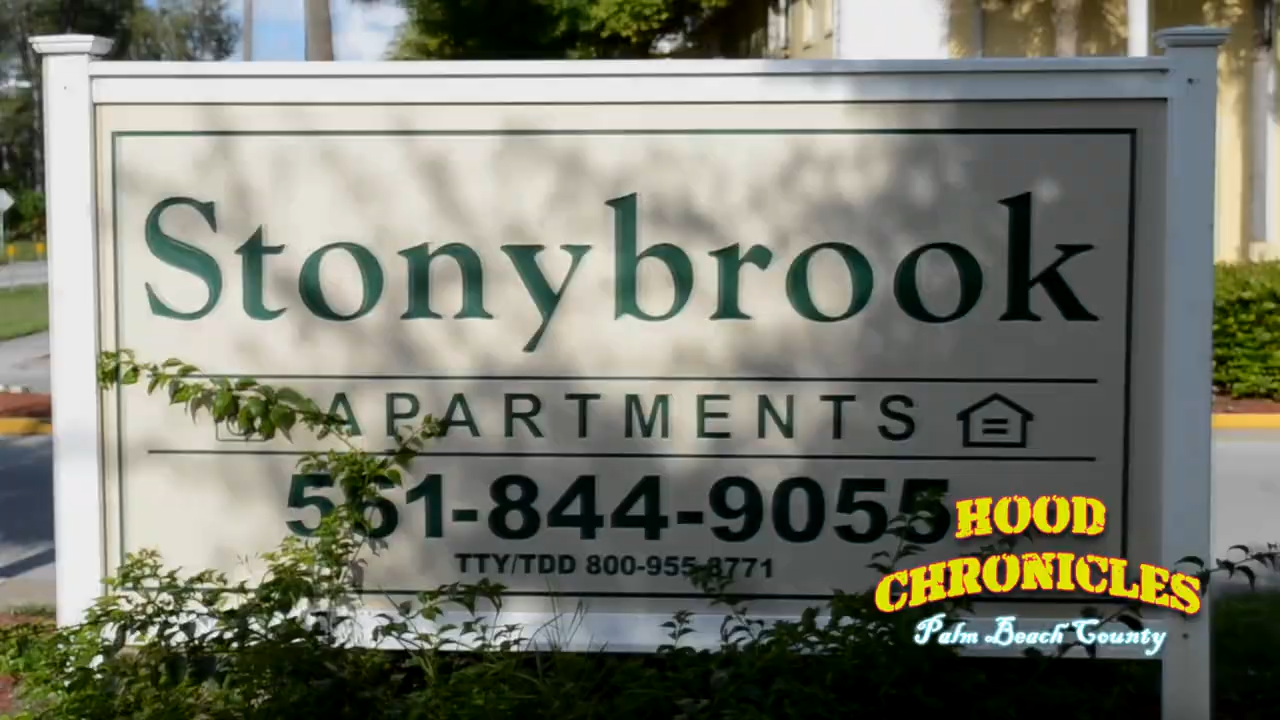 Stonybrook
APARTMENTS
561-844-9055
TTY/TDD 800-955-8771
HOOD
CHRONICLES
Palm Beach County